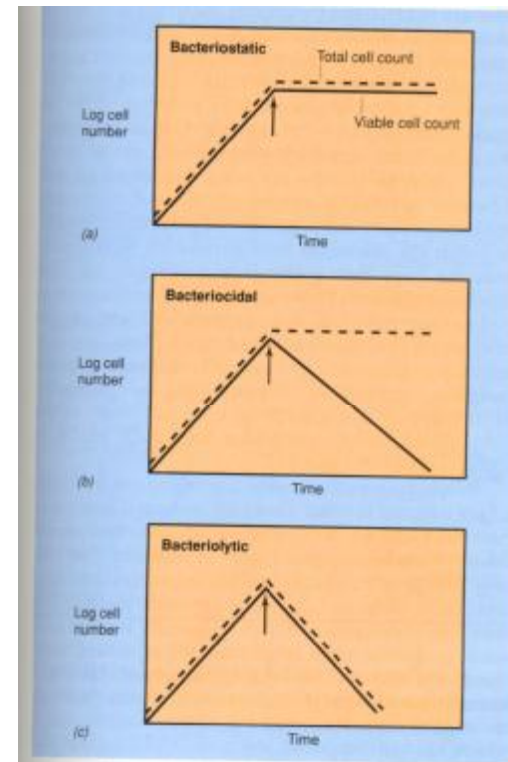 Bacteriostatic
Total cell count
Log cell
number
Viable cell count
(a)
Time
Bacteriocidal
Log cell
number
(b)
Time
Bacteriolytic
Log cell
number
(c)
Time